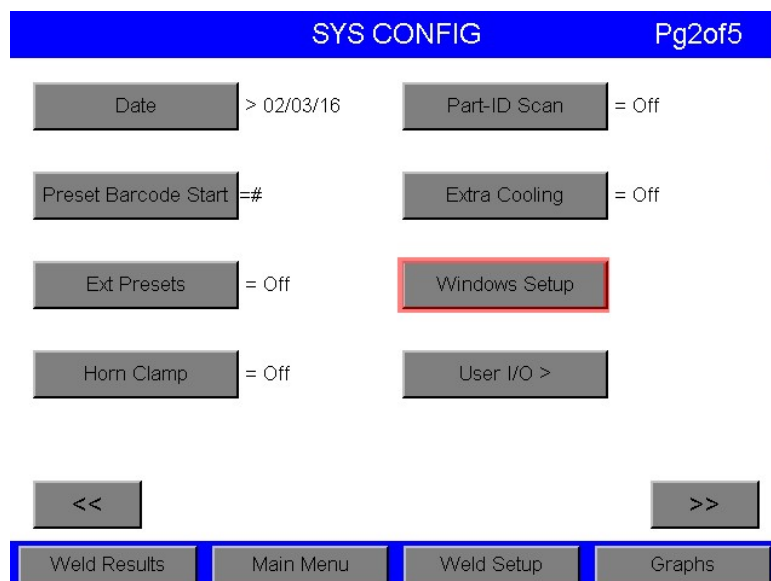 SYS CONFIG Pg2of5
Date > 02/03/16 Part-ID Scan = Off
Preset Barcode Start =# Extra Cooling = Off
Ext Presets = Off Windows Setup
Horn Clamp = Off User I/O >
<< >>
Weld Results Main Menu Weld Setup Graphs